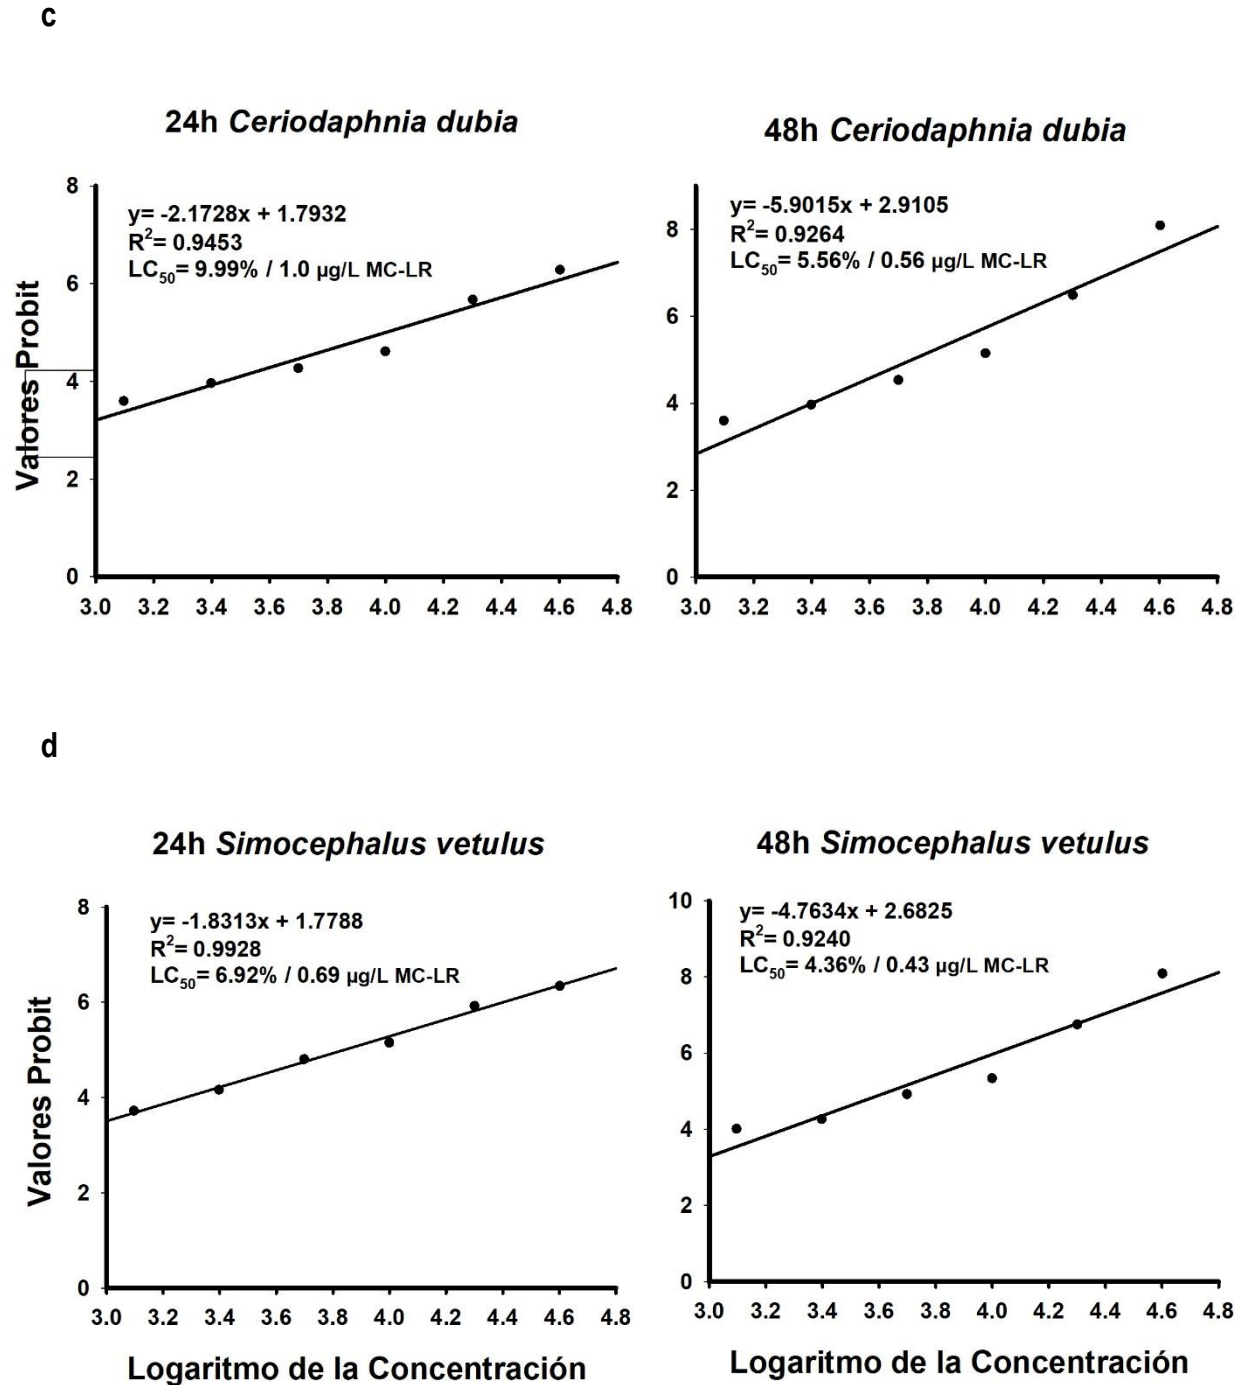 c
24h Ceriodaphnia dubia
y= -2.1728x + 1.7932
R²= 0.9453
LC₅₀= 9.99% / 1.0 µg/L MC-LR
Valores Probit
8
6
4
2
0
3.0 3.2 3.4 3.6 3.8 4.0 4.2 4.4 4.6 4.8
48h Ceriodaphnia dubia
y= -5.9015x + 2.9105
R²= 0.9264
LC₅₀= 5.56% / 0.56 µg/L MC-LR
8
6
4
2
0
3.0 3.2 3.4 3.6 3.8 4.0 4.2 4.4 4.6 4.8
d
24h Simocephalus vetulus
y= -1.8313x + 1.7788
R²= 0.9928
LC₅₀= 6.92% / 0.69 µg/L MC-LR
Valores Probit
8
6
4
2
0
3.0 3.2 3.4 3.6 3.8 4.0 4.2 4.4 4.6 4.8
Logaritmo de la Concentración
48h Simocephalus vetulus
y= -4.7634x + 2.6825
R²= 0.9240
LC₅₀= 4.36% / 0.43 µg/L MC-LR
10
8
6
4
2
0
3.0 3.2 3.4 3.6 3.8 4.0 4.2 4.4 4.6 4.8
Logaritmo de la Concentración